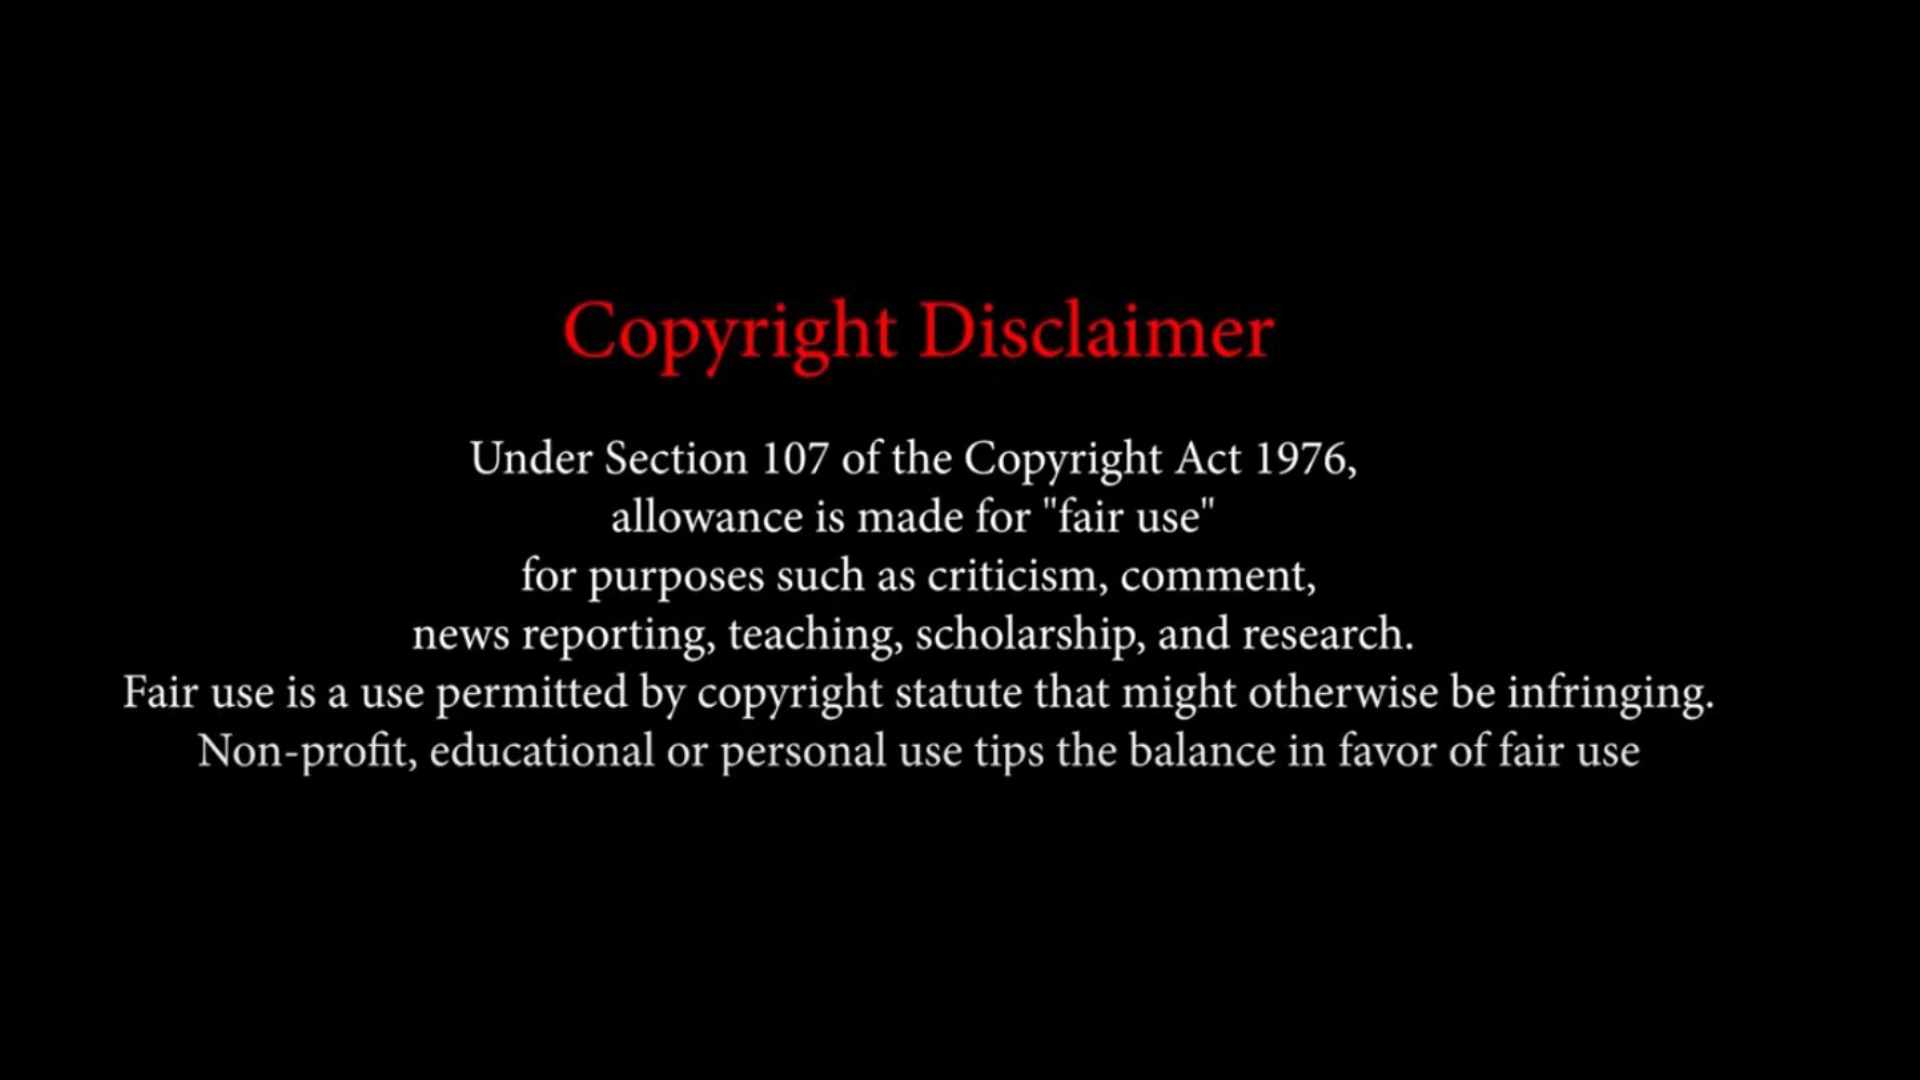 Copyright Disclaimer
Under Section 107 of the Copyright Act 1976,
allowance is made for "fair use"
for purposes such as criticism, comment,
news reporting, teaching, scholarship, and research.
Fair use is a use permitted by copyright statute that might otherwise be infringing.
Non-profit, educational or personal use tips the balance in favor of fair use